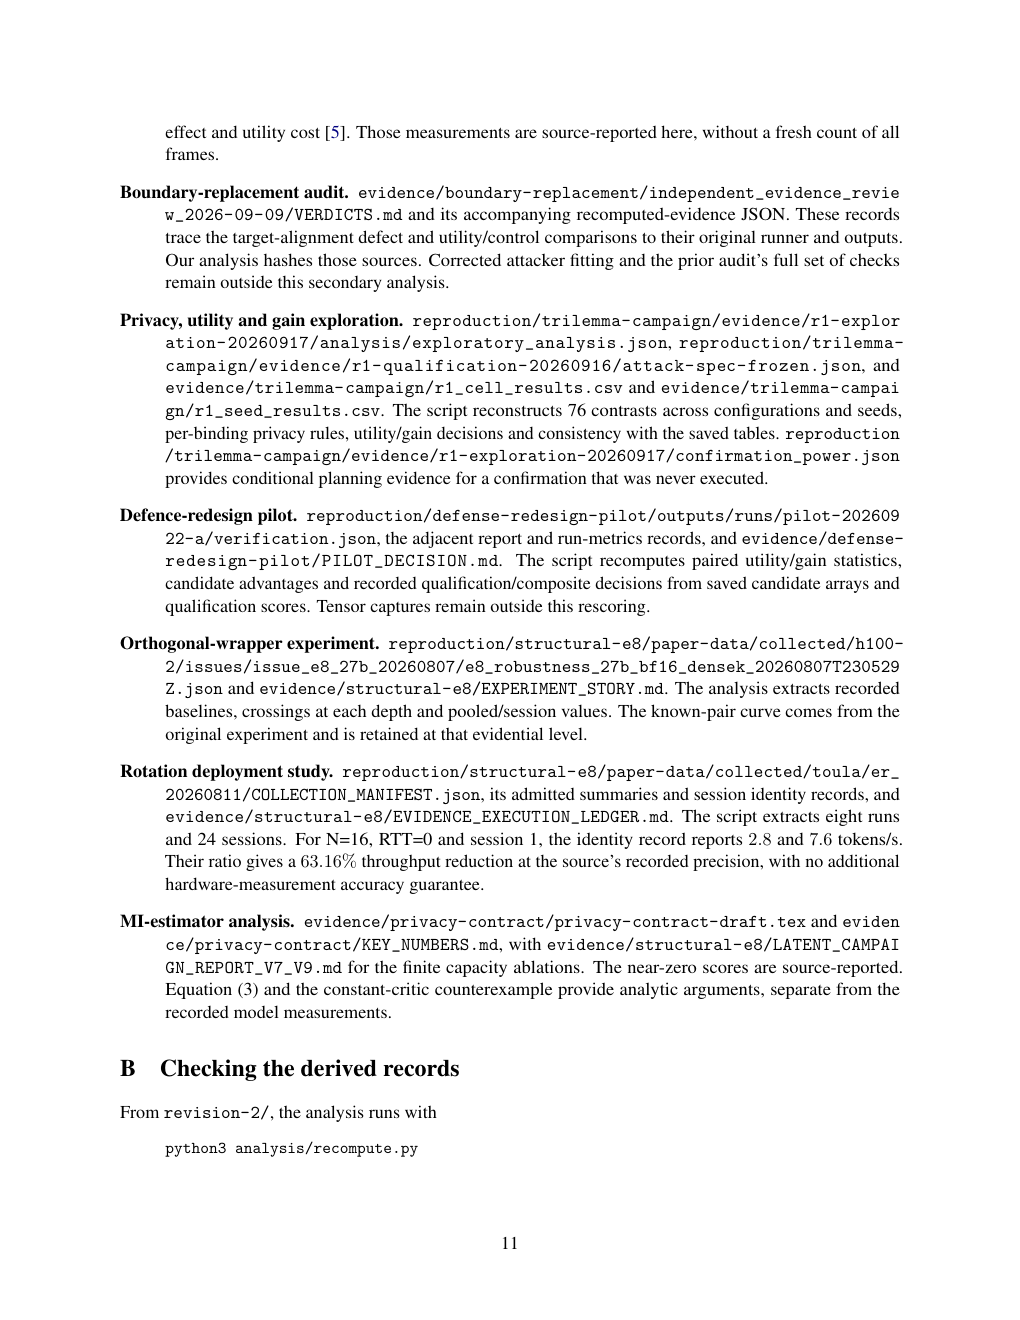 effect and utility cost [5]. Those measurements are source-reported here, without a fresh count of all
frames.
Boundary-replacement audit. evidence/boundary-replacement/independent_evidence_revie
w_2026-09-09/VERDICTS.md and its accompanying recomputed-evidence JSON. These records
trace the target-alignment defect and utility/control comparisons to their original runner and outputs.
Our analysis hashes those sources. Corrected attacker fitting and the prior audit's full set of checks
remain outside this secondary analysis.
Privacy, utility and gain exploration. reproduction/trilemma-campaign/evidence/r1-explor
ation-20260917/analysis/exploratory_analysis.json, reproduction/trilemma-
campaign/evidence/r1-qualification-20260916/attack-spec-frozen.json, and
evidence/trilemma-campaign/r1_cell_results.csv and evidence/trilemma-campai
gn/r1_seed_results.csv. The script reconstructs 76 contrasts across configurations and seeds,
per-binding privacy rules, utility/gain decisions and consistency with the saved tables. reproduction
/trilemma-campaign/evidence/r1-exploration-20260917/confirmation_power.json
provides conditional planning evidence for a confirmation that was never executed.
Defence-redesign pilot. reproduction/defense-redesign-pilot/outputs/runs/pilot-202609
22-a/verification.json, the adjacent report and run-metrics records, and evidence/defense-
redesign-pilot/PILOT_DECISION.md. The script recomputes paired utility/gain statistics,
candidate advantages and recorded qualification/composite decisions from saved candidate arrays and
qualification scores. Tensor captures remain outside this rescoring.
Orthogonal-wrapper experiment. reproduction/structural-e8/paper-data/collected/h100-
2/issues/issue_e8_27b_20260807/e8_robustness_27b_bf16_densek_20260807T230529
Z.json and evidence/structural-e8/EXPERIMENT_STORY.md. The analysis extracts recorded
baselines, crossings at each depth and pooled/session values. The known-pair curve comes from the
original experiment and is retained at that evidential level.
Rotation deployment study. reproduction/structural-e8/paper-data/collected/toula/er_
20260811/COLLECTION_MANIFEST.json, its admitted summaries and session identity records, and
evidence/structural-e8/EVIDENCE_EXECUTION_LEDGER.md. The script extracts eight runs
and 24 sessions. For N=16, RTT=0 and session 1, the identity record reports 2.8 and 7.6 tokens/s.
Their ratio gives a 63.16% throughput reduction at the source's recorded precision, with no additional
hardware-measurement accuracy guarantee.
MI-estimator analysis. evidence/privacy-contract/privacy-contract-draft.tex and eviden
ce/privacy-contract/KEY_NUMBERS.md, with evidence/structural-e8/LATENT_CAMPAI
GN_REPORT_V7_V9.md for the finite capacity ablations. The near-zero scores are source-reported.
Equation (3) and the constant-critic counterexample provide analytic arguments, separate from the
recorded model measurements.
B Checking the derived records
From revision-2/, the analysis runs with
python3 analysis/recompute.py
11